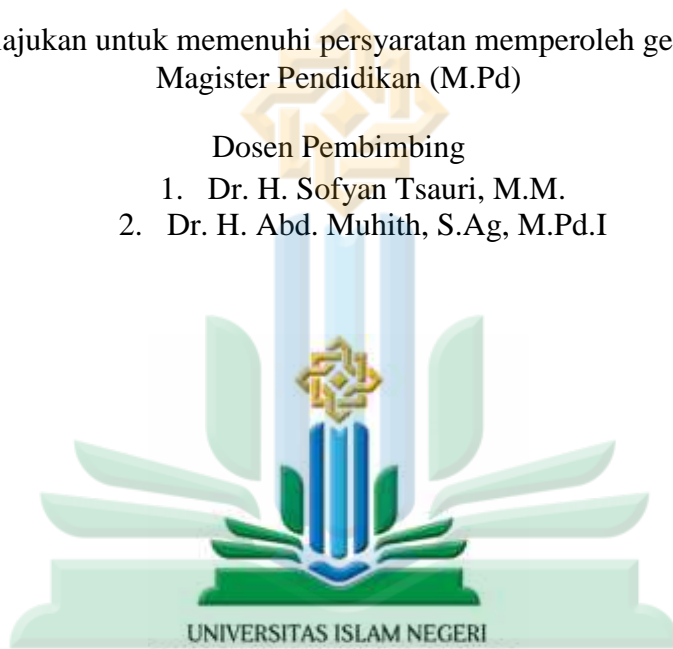 ajukan untuk memenuhi persyaratan memperoleh ge
Magister Pendidikan (M.Pd)
Dosen Pembimbing
1. Dr. H. Sofyan Tsauri, M.M.
2. Dr. H. Abd. Muhith, S.Ag, M.Pd.I
UNIVERSITAS ISLAM NEGERI